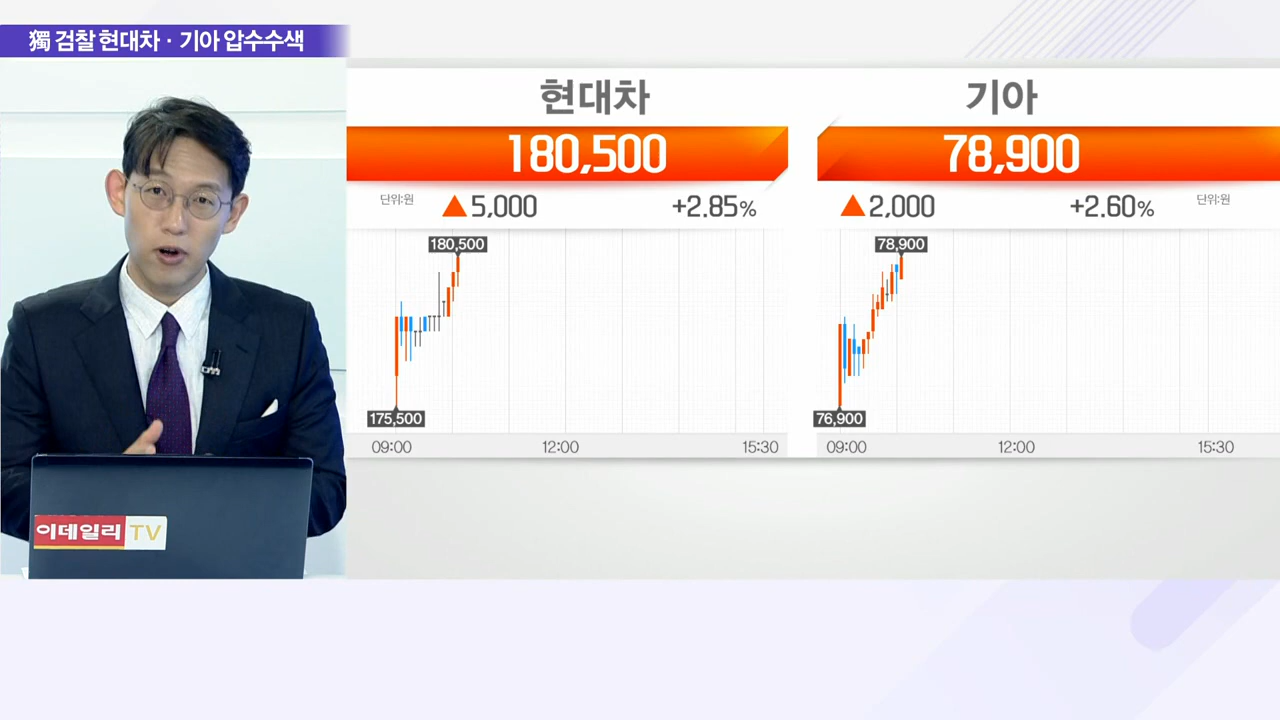 獨 검찰 현대차 · 기아 압수수색
현대차
180,500
단위:원
▲5,000
+2.85%
180,500
175,500
09:00
12:00
15:30
기아
78,900
▲2,000
+2.60%
단위:원
78,900
76,900
09:00
12:00
15:30
이데일리 TV